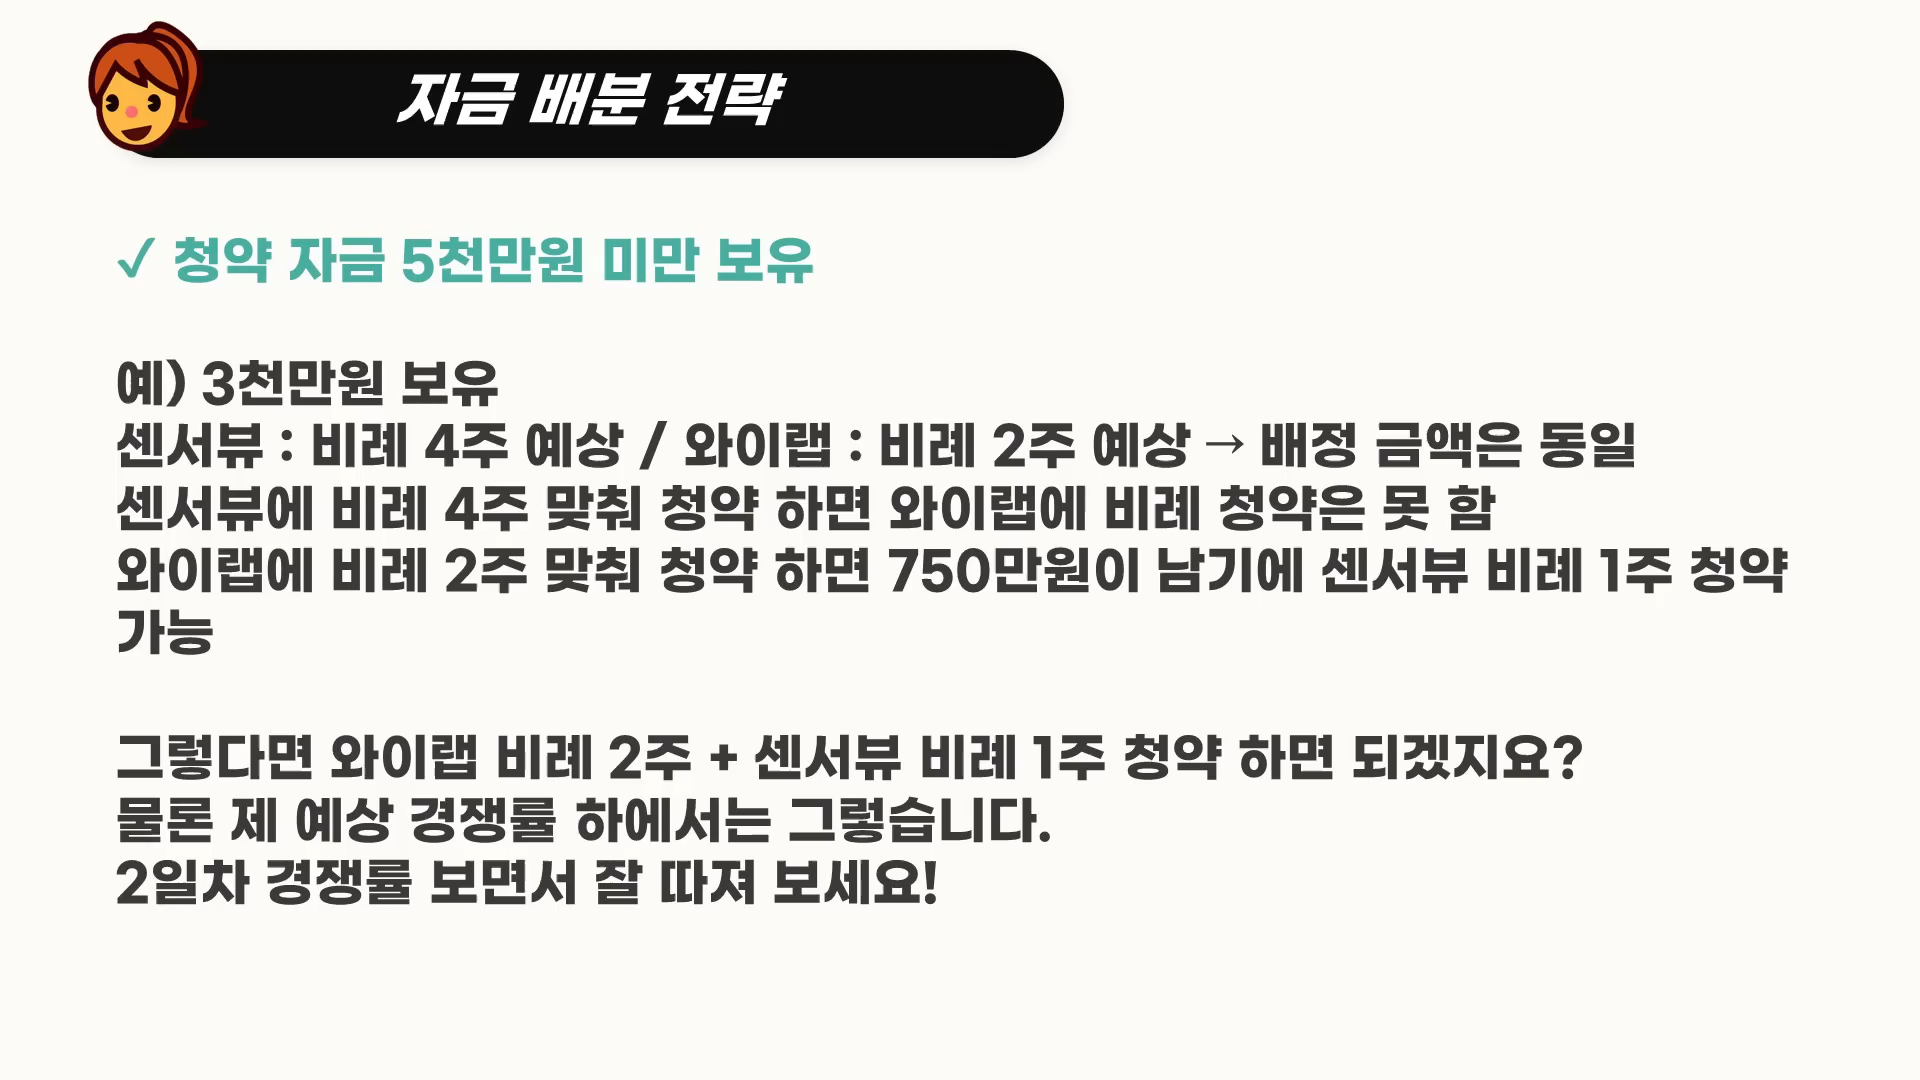 자금 배분 전략
✓ 청약 자금 5천만원 미만 보유
예) 3천만원 보유
센서뷰 : 비례 4주 예상 / 와이랩 : 비례 2주 예상 → 배정 금액은 동일
센서뷰에 비례 4주 맞춰 청약 하면 와이랩에 비례 청약은 못 함
와이랩에 비례 2주 맞춰 청약 하면 750만원이 남기에 센서뷰 비례 1주 청약
가능
그렇다면 와이랩 비례 2주 + 센서뷰 비례 1주 청약 하면 되겠지요?
물론 제 예상 경쟁률 하에서는 그렇습니다.
2일차 경쟁률 보면서 잘 따져 보세요!